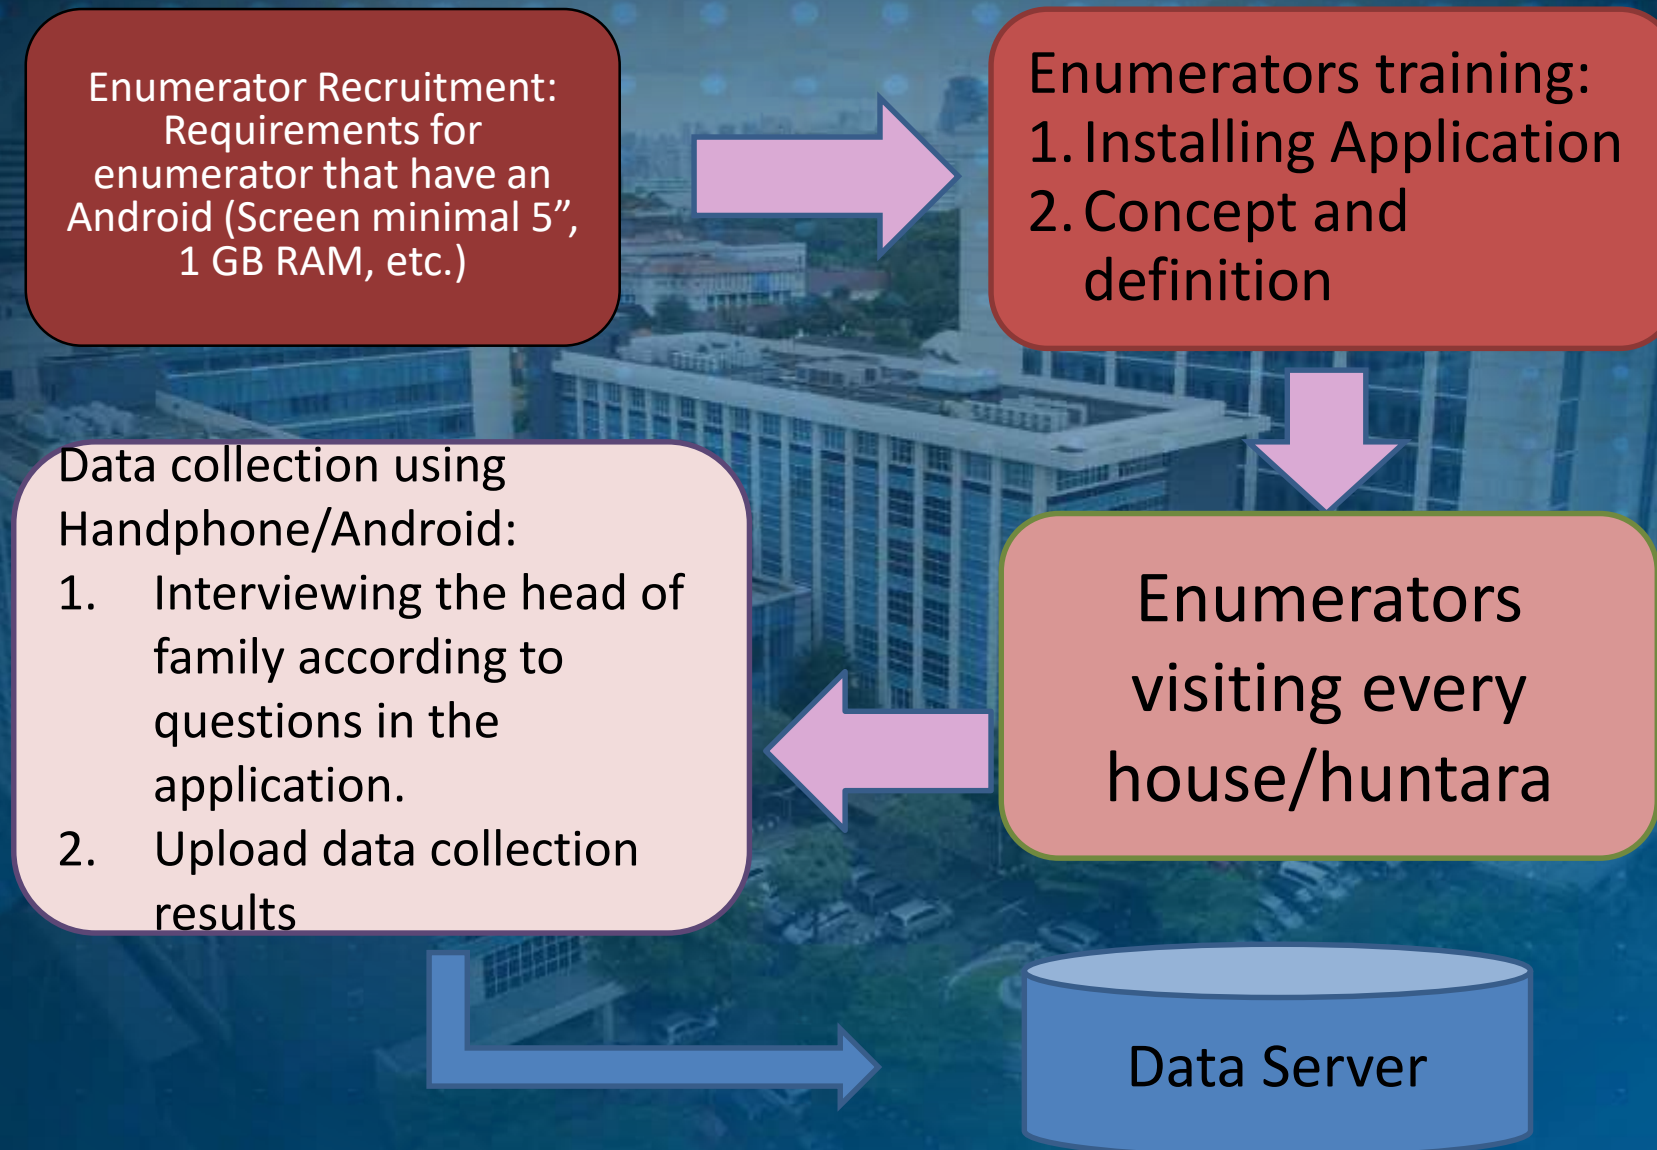 Enumerator Recruitment:
Requirements for
enumerator that have an
Android (Screen minimal 5”,
1 GB RAM, etc.)
Enumerators training:
1. Installing Application
2. Concept and
definition
Enumerators
visiting every
house/huntara
Data collection using
Handphone/Android:
1. Interviewing the head of
family according to
questions in the
application.
2. Upload data collection
results
Data Server